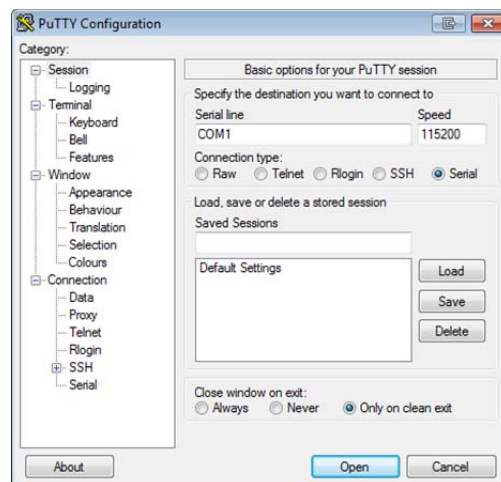 PuTTY Configuration
Category:
Session
Logging
Terminal
Keyboard
Bell
Features
Window
Appearance
Behaviour
Translation
Selection
Colours
Connection
Data
Proxy
Telnet
Rlogin
SSH
Serial
Basic options for your PuTTY session
Specify the destination you want to connect to
Serial line Speed
COM1 115200
Connection type:
Raw Telnet Rlogin SSH Serial
Load, save or delete a stored session
Saved Sessions
Default Settings
Load
Save
Delete
Close window on exit:
Always Never Only on clean exit
About Open Cancel